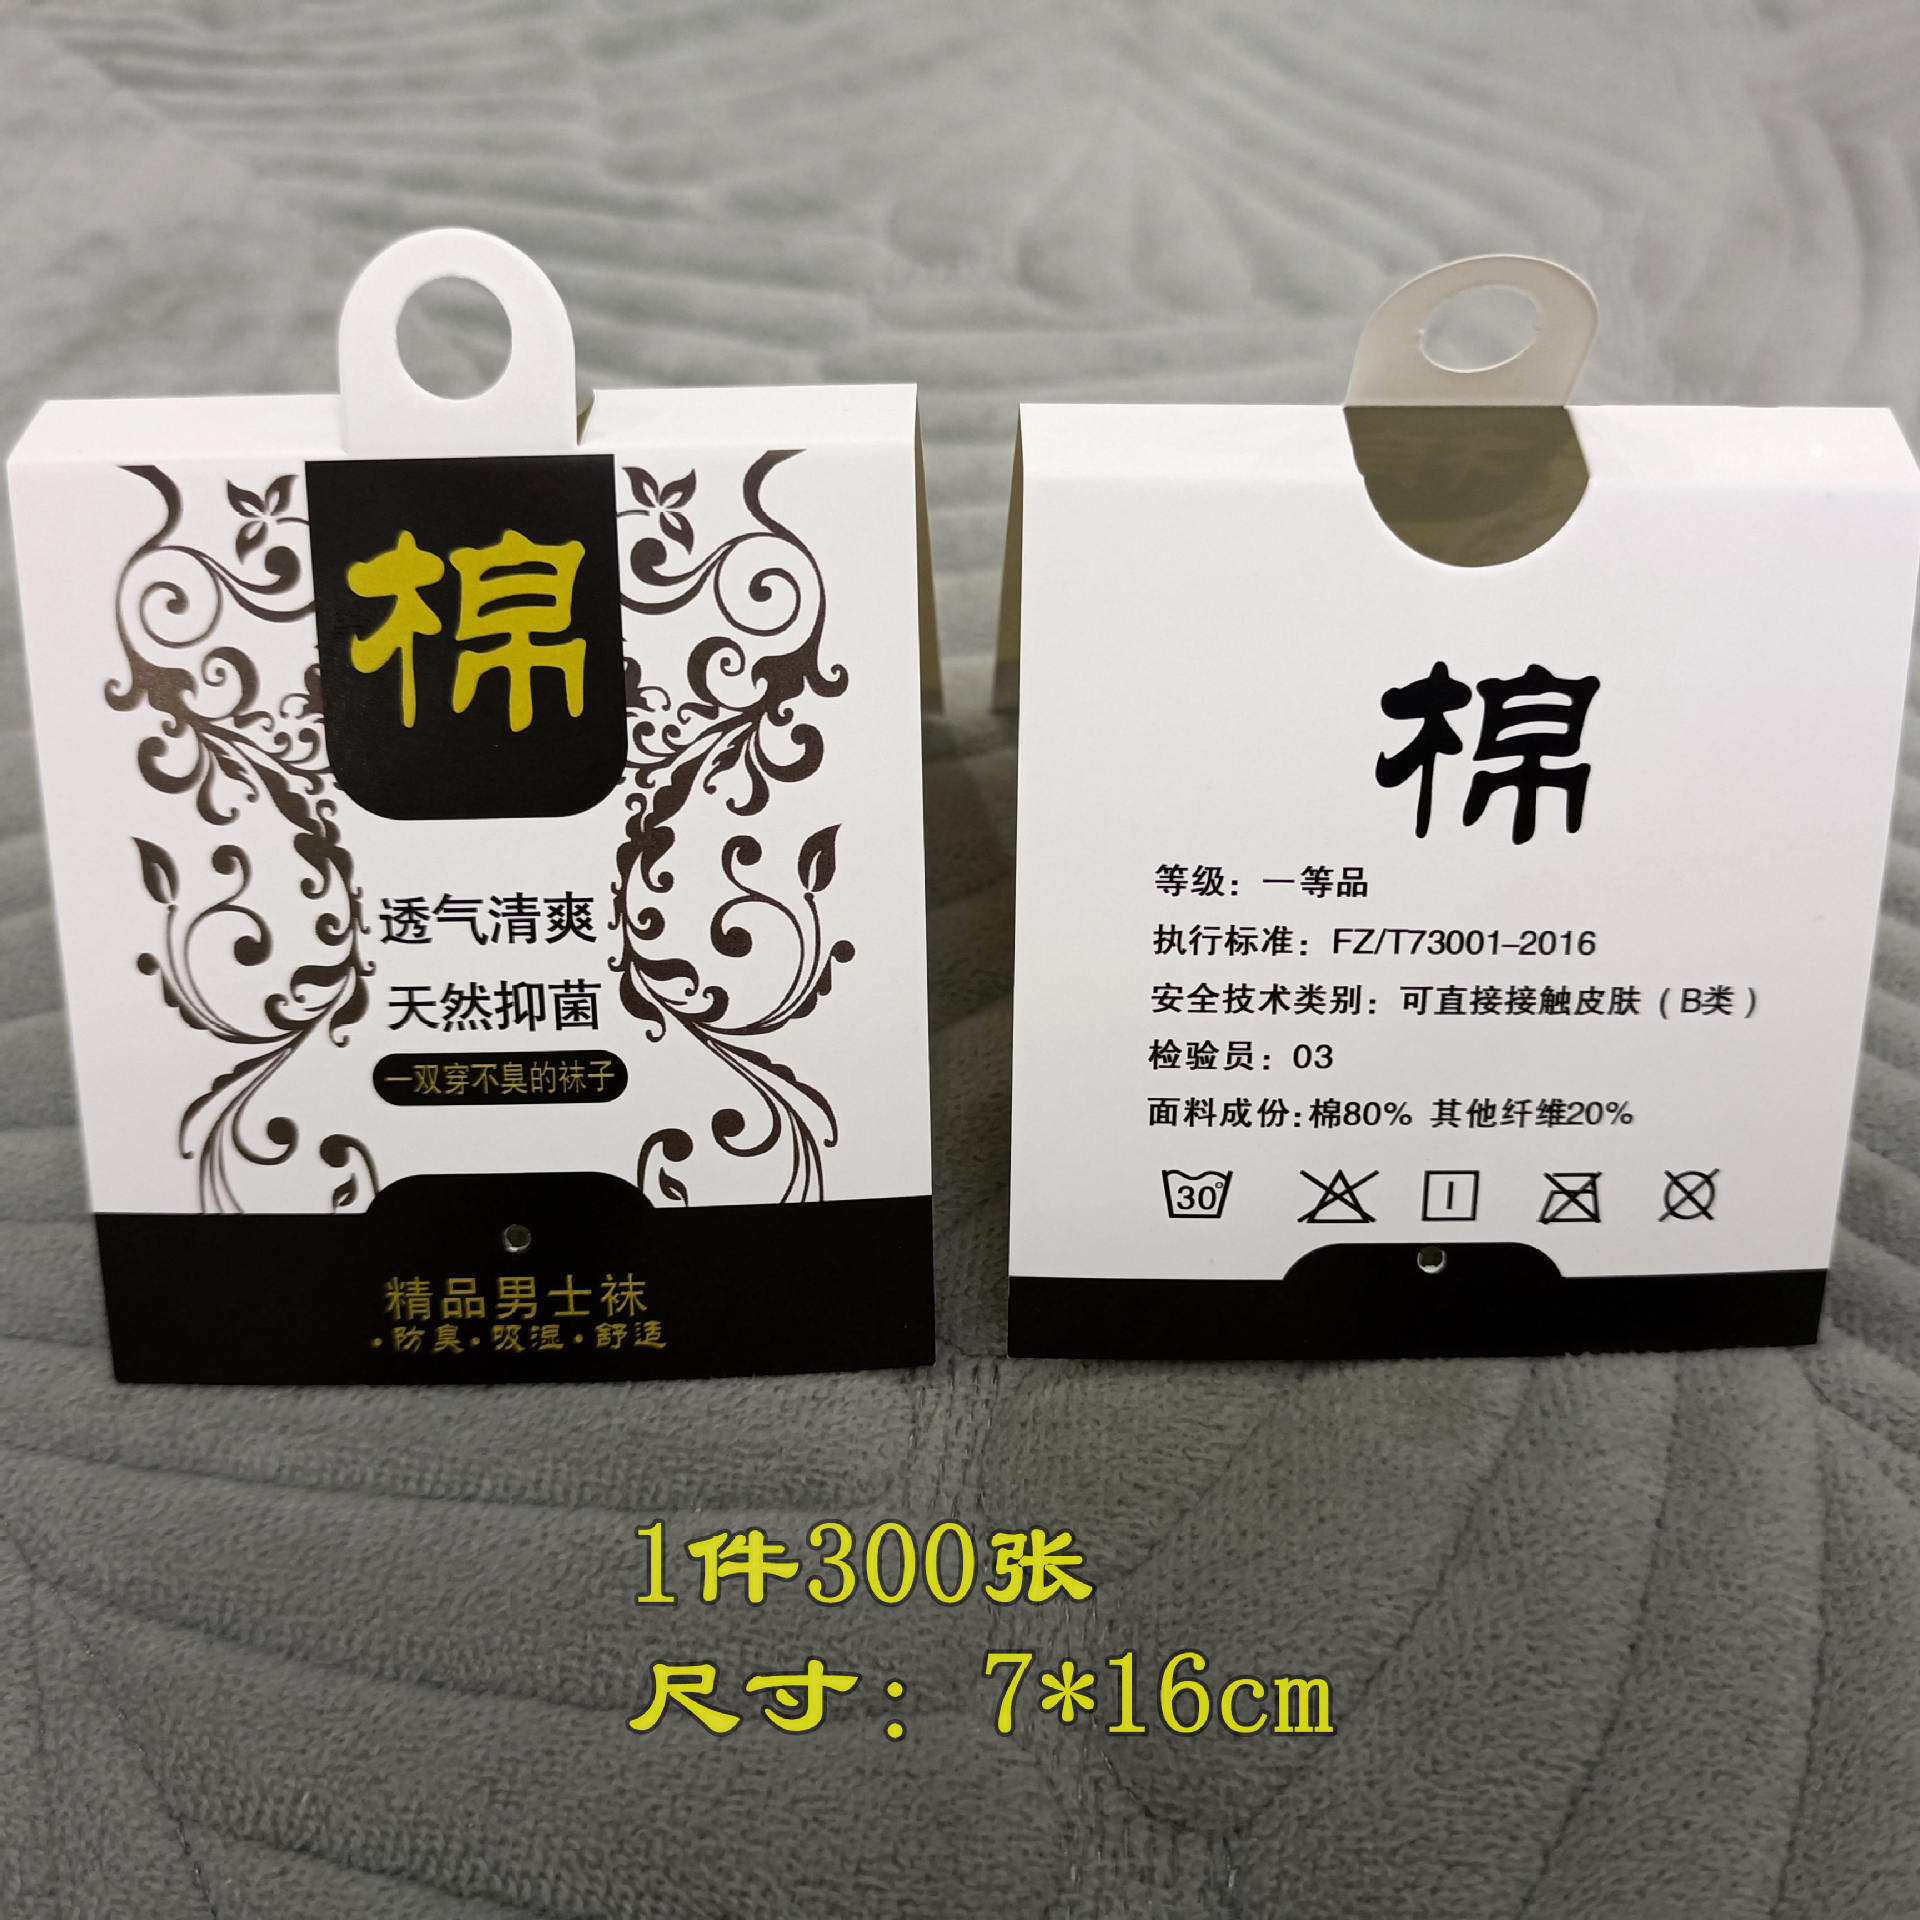 棉
透气清爽
天然抑菌
一双穿不臭的袜子
精品男士袜
·防臭·吸湿·舒适
棉
等级：一等品
执行标准：FZ/T73001-2016
安全技术类别：可直接接触皮肤（B类）
检验员：03
面料成份:棉80% 其他纤维20%
30°
1件300张
尺寸：7*16cm